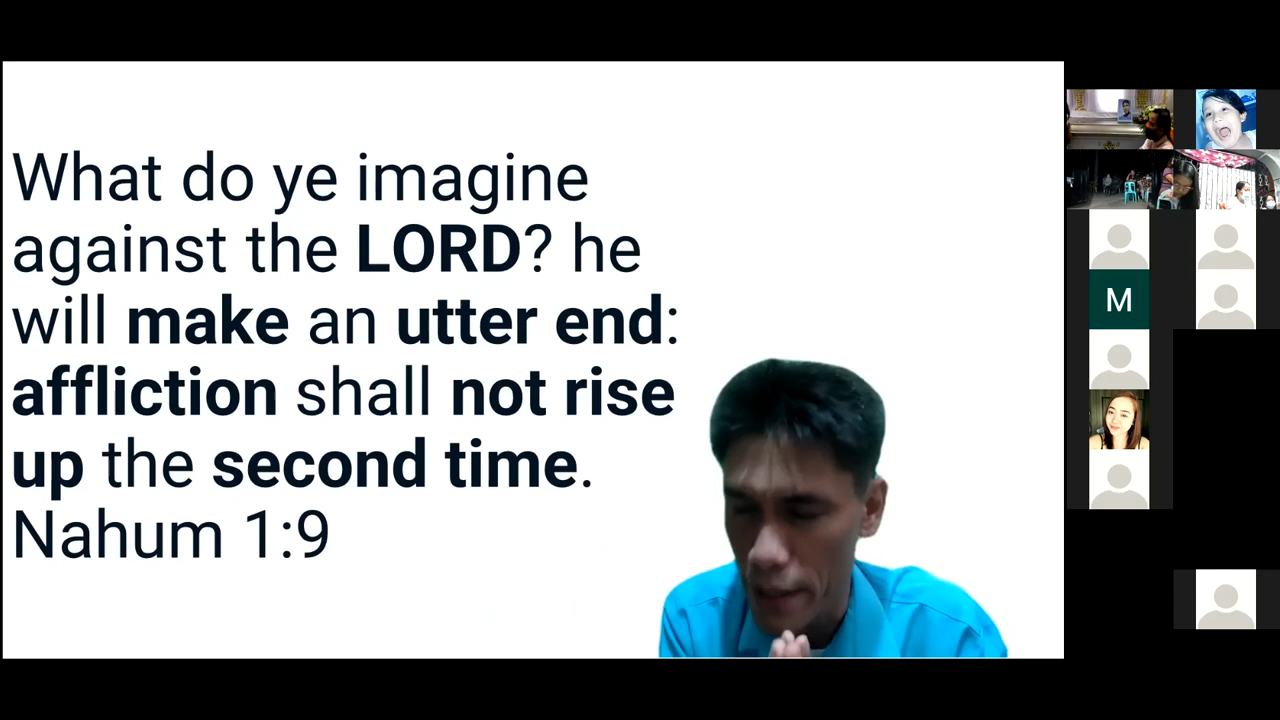 What do ye imagine
against the LORD? he
will make an utter end:
affliction shall not rise
up the second time.
Nahum 1:9
M